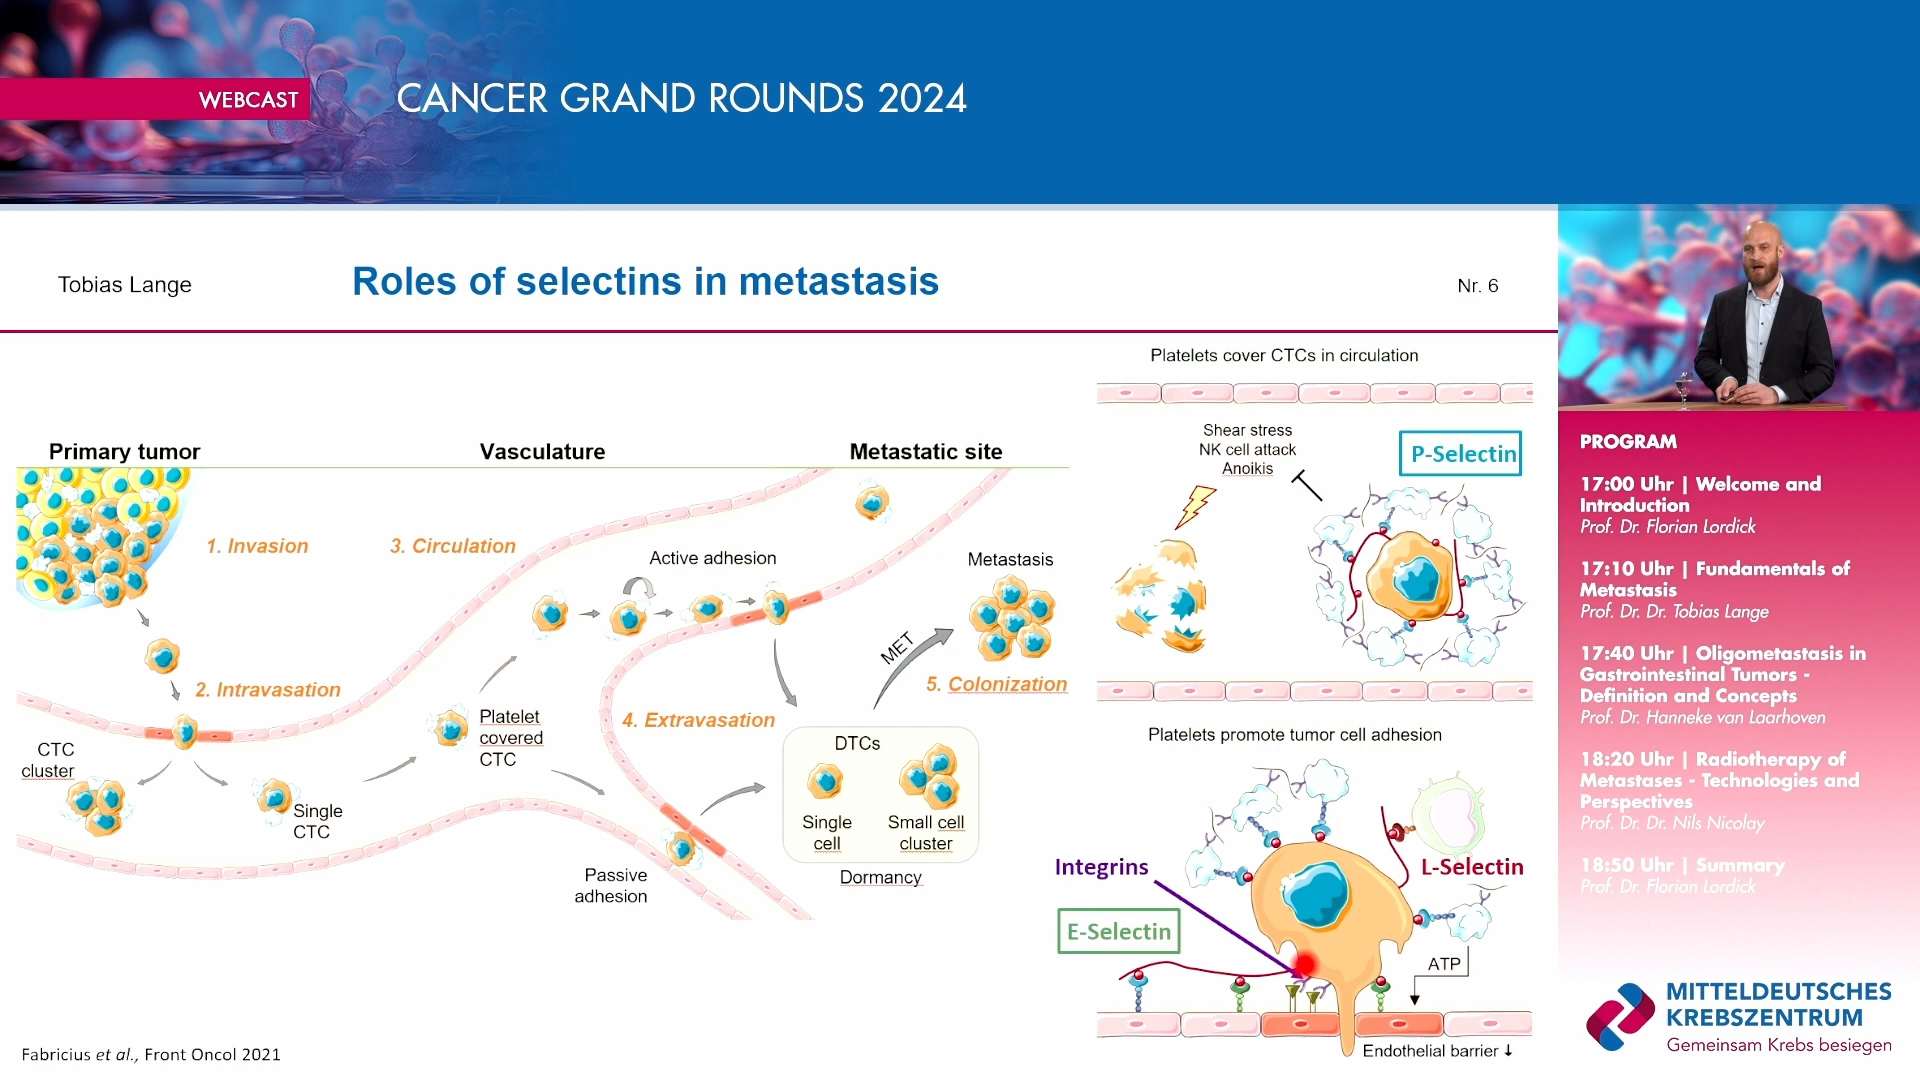 WEBCAST
CANCER GRAND ROUNDS 2024
Tobias Lange
Roles of selectins in metastasis
Nr. 6
Primary tumor
Vasculature
Metastatic site
1. Invasion
3. Circulation
Active adhesion
Metastasis
MET
2. Intravasation
5. Colonization
4. Extravasation
Platelet
covered
CTC
CTC
cluster
Single
CTC
DTCs
Single
cell
Small cell
cluster
Dormancy
Passive
adhesion
Platelets cover CTCs in circulation
Shear stress
NK cell attack
Anoikis
P-Selectin
Platelets promote tumor cell adhesion
Integrins
L-Selectin
E-Selectin
ATP
Endothelial barrier ↓
Fabricius et al., Front Oncol 2021
PROGRAM
17:00 Uhr | Welcome and
Introduction
Prof. Dr. Florian Lordick
17:10 Uhr | Fundamentals of
Metastasis
Prof. Dr. Dr. Tobias Lange
17:40 Uhr | Oligometastasis in
Gastrointestinal Tumors -
Definition and Concepts
Prof. Dr. Hanneke van Laarhoven
18:20 Uhr | Radiotherapy of
Metastases - Technologies and
Perspectives
Prof. Dr. Dr. Nils Nicolay
18:50 Uhr | Summary
Prof. Dr. Florian Lordick
MITTELDEUTSCHES
KREBSZENTRUM
Gemeinsam Krebs besiegen